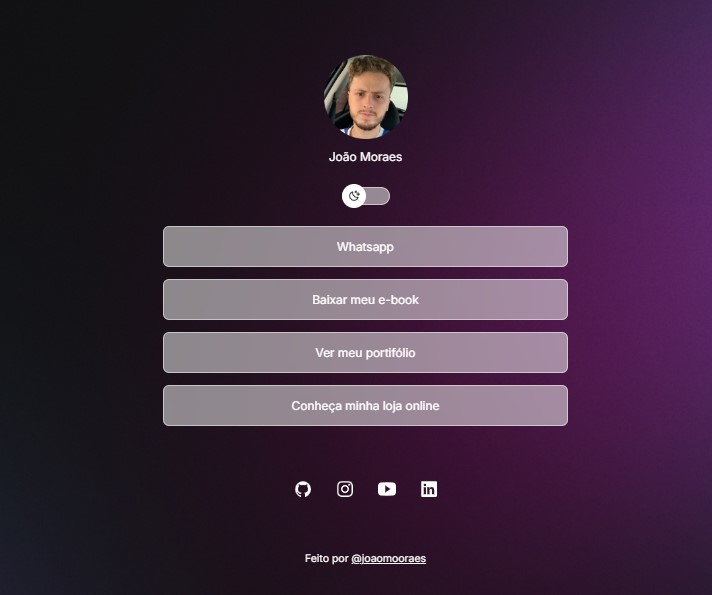 João Moraes
Whatsapp
Baixar meu e-book
Ver meu portifólio
Conheça minha loja online
Feito por @joaomooraes